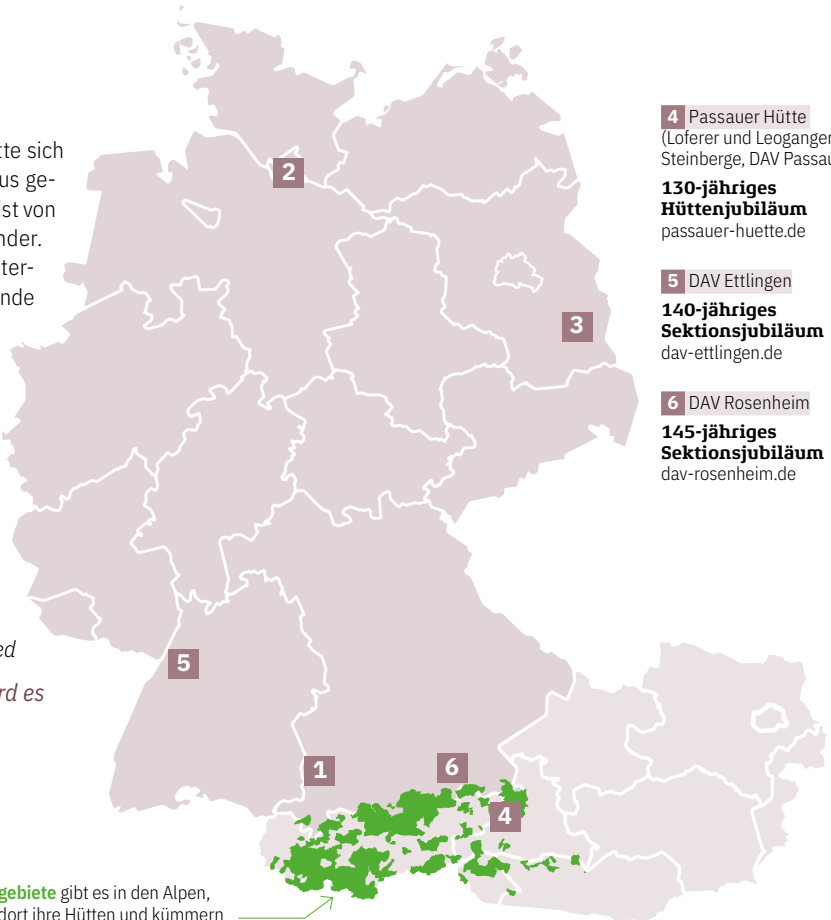 tte sich
us ge-
ist von
nder.
ter-
nde
ed
rd es
gebiete gibt es in den Alpen,
dort ihre Hütten und kümmern
2
3
5
1
6
4
4 Passauer Hütte
(Loferer und Leoganger
Steinberge, DAV Passau
130-jähriges
Hüttenjubiläum
passauer-huette.de
5 DAV Ettlingen
140-jähriges
Sektionsjubiläum
dav-ettlingen.de
6 DAV Rosenheim
145-jähriges
Sektionsjubiläum
dav-rosenheim.de